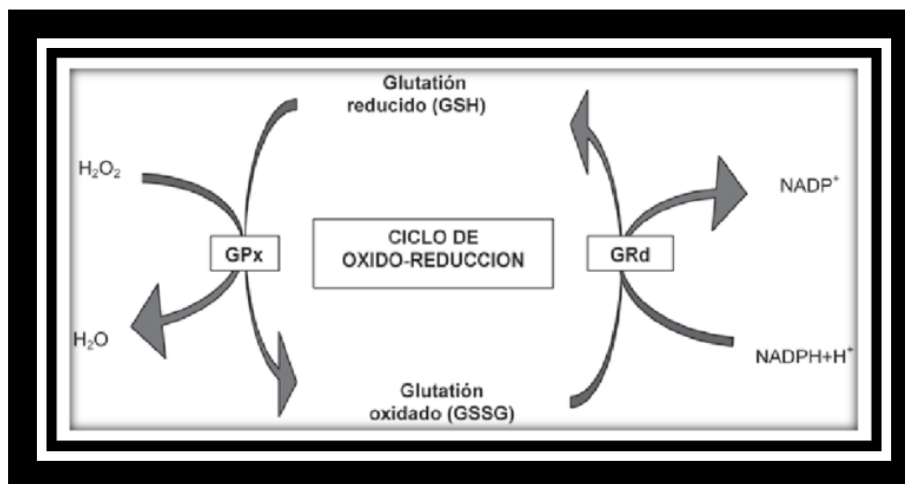 Glutatión
reducido (GSH)
H₂O₂
NADP⁺
GPx
CICLO DE
OXIDO-REDUCCION
GRd
H₂O
NADPH+H⁺
Glutatión
oxidado (GSSG)